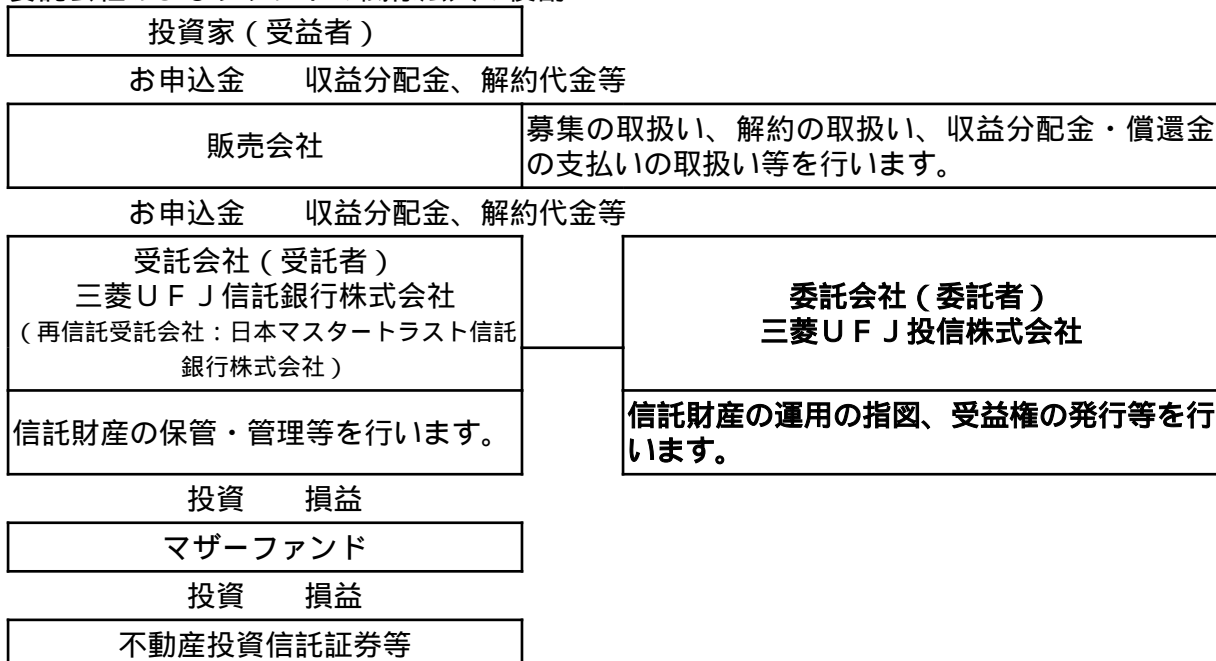 投資家（受益者）
お申込金　　収益分配金、解約代金等
販売会社
募集の取扱い、解約の取扱い、収益分配金・償還金
の支払いの取扱い等を行います。
お申込金　　収益分配金、解約代金等
受託会社（受託者）
三菱ＵＦＪ信託銀行株式会社
（再信託受託会社：日本マスタートラスト信託
銀行株式会社）
委託会社（委託者）
三菱ＵＦＪ投信株式会社
信託財産の保管・管理等を行います。
信託財産の運用の指図、受益権の発行等を行
います。
投資　　損益
マザーファンド
投資　　損益
不動産投資信託証券等